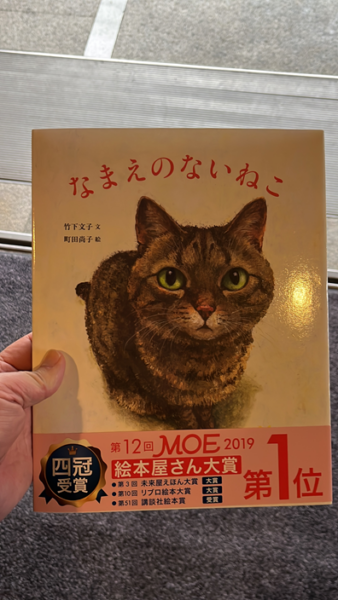 なまえのないねこ
竹下文子 文
町田尚子 絵
四冠
受賞
第12回 MOE 2019
絵本屋さん大賞
第1位
●第3回 未来屋えほん大賞 大賞
●第10回 リブロ絵本大賞 大賞
●第51回 講談社絵本賞 受賞